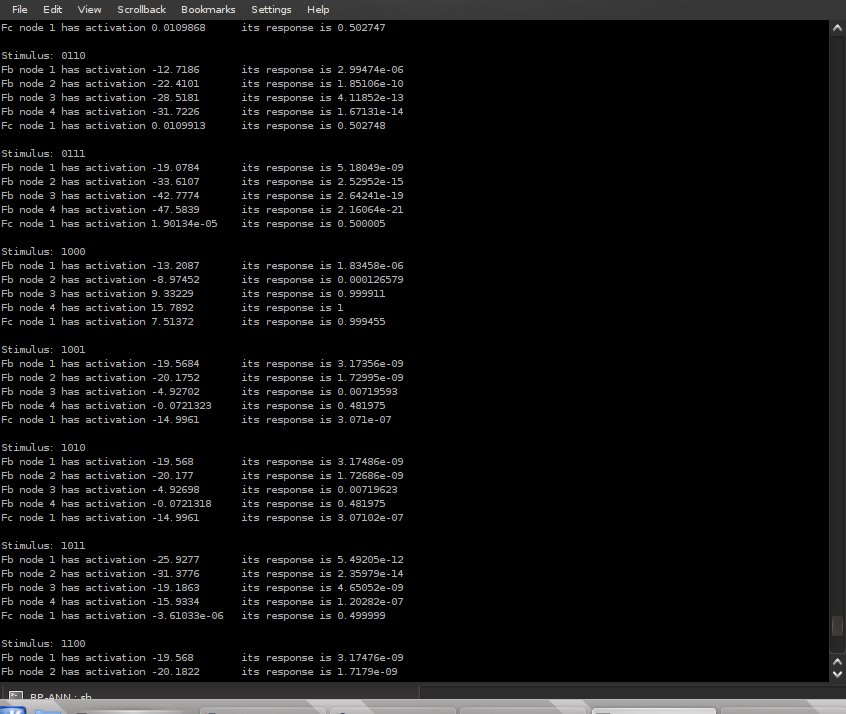 File Edit View Scrollback Bookmarks Settings Help
Fc node 1 has activation 0.0109868 its response is 0.502747
Stimulus: 0110
Fb node 1 has activation -12.7186 its response is 2.99474e-06
Fb node 2 has activation -22.4101 its response is 1.85106e-10
Fb node 3 has activation -28.5181 its response is 4.11852e-13
Fb node 4 has activation -31.7226 its response is 1.67131e-14
Fc node 1 has activation 0.0109913 its response is 0.502748
Stimulus: 0111
Fb node 1 has activation -19.0784 its response is 5.18049e-09
Fb node 2 has activation -33.6107 its response is 2.52952e-15
Fb node 3 has activation -42.7774 its response is 2.64241e-19
Fb node 4 has activation -47.5839 its response is 2.16064e-21
Fc node 1 has activation 1.90134e-05 its response is 0.500005
Stimulus: 1000
Fb node 1 has activation -13.2087 its response is 1.83458e-06
Fb node 2 has activation -8.97452 its response is 0.000126579
Fb node 3 has activation 9.33229 its response is 0.999911
Fb node 4 has activation 15.7892 its response is 1
Fc node 1 has activation 7.51372 its response is 0.999455
Stimulus: 1001
Fb node 1 has activation -19.5684 its response is 3.17356e-09
Fb node 2 has activation -20.1752 its response is 1.72995e-09
Fb node 3 has activation -4.92702 its response is 0.00719593
Fb node 4 has activation -0.0721323 its response is 0.481975
Fc node 1 has activation -14.9961 its response is 3.071e-07
Stimulus: 1010
Fb node 1 has activation -19.568 its response is 3.17486e-09
Fb node 2 has activation -20.177 its response is 1.72686e-09
Fb node 3 has activation -4.92698 its response is 0.00719623
Fb node 4 has activation -0.0721318 its response is 0.481975
Fc node 1 has activation -14.9961 its response is 3.07102e-07
Stimulus: 1011
Fb node 1 has activation -25.9277 its response is 5.49205e-12
Fb node 2 has activation -31.3776 its response is 2.35979e-14
Fb node 3 has activation -19.1863 its response is 4.65052e-09
Fb node 4 has activation -15.9334 its response is 1.20282e-07
Fc node 1 has activation -3.61033e-06 its response is 0.499999
Stimulus: 1100
Fb node 1 has activation -19.568 its response is 3.17476e-09
Fb node 2 has activation -20.1822 its response is 1.7179e-09
BP-ANN : sh